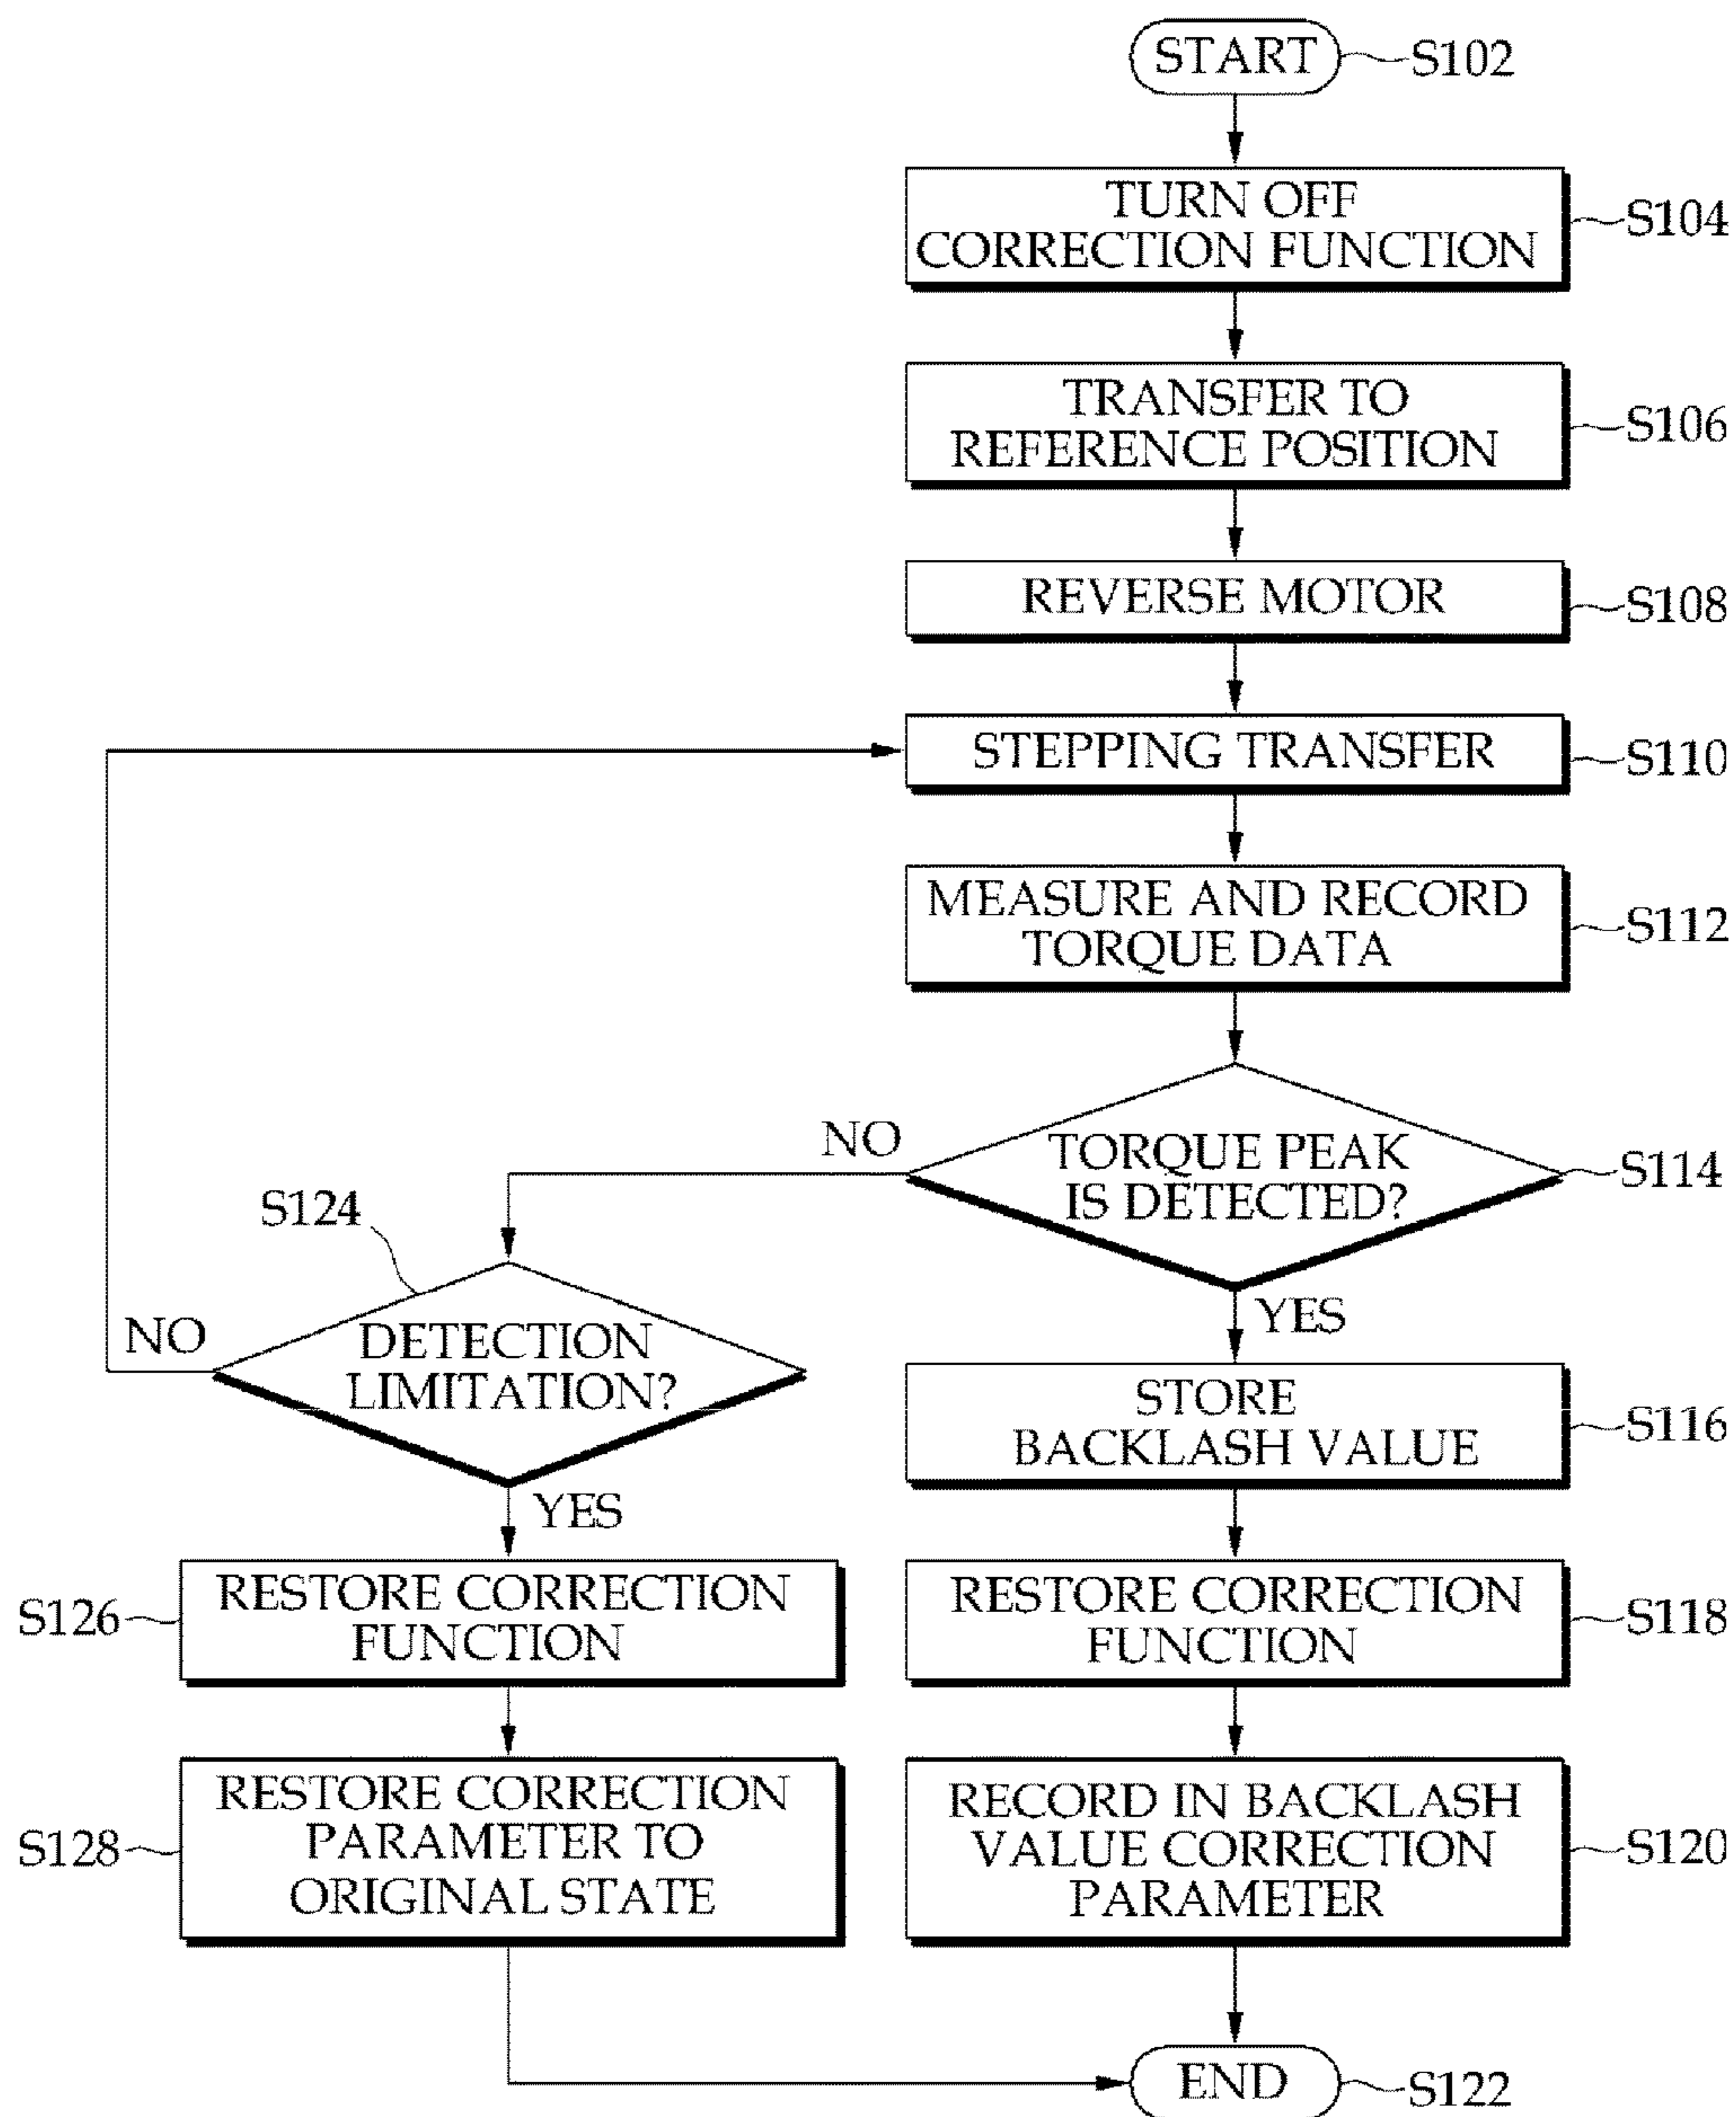 START
S102
TURN OFF
CORRECTION FUNCTION
S104
TRANSFER TO
REFERENCE POSITION
S106
REVERSE MOTOR
S108
STEPPING TRANSFER
S110
MEASURE AND RECORD
TORQUE DATA
S112
NO
TORQUE PEAK
IS DETECTED?
S114
YES
S124
NO
DETECTION
LIMITATION?
YES
STORE
BACKLASH VALUE
S116
S126
RESTORE CORRECTION
FUNCTION
RESTORE CORRECTION
FUNCTION
S118
S128
RESTORE CORRECTION
PARAMETER TO
ORIGINAL STATE
RECORD IN BACKLASH
VALUE CORRECTION
PARAMETER
S120
END
S122